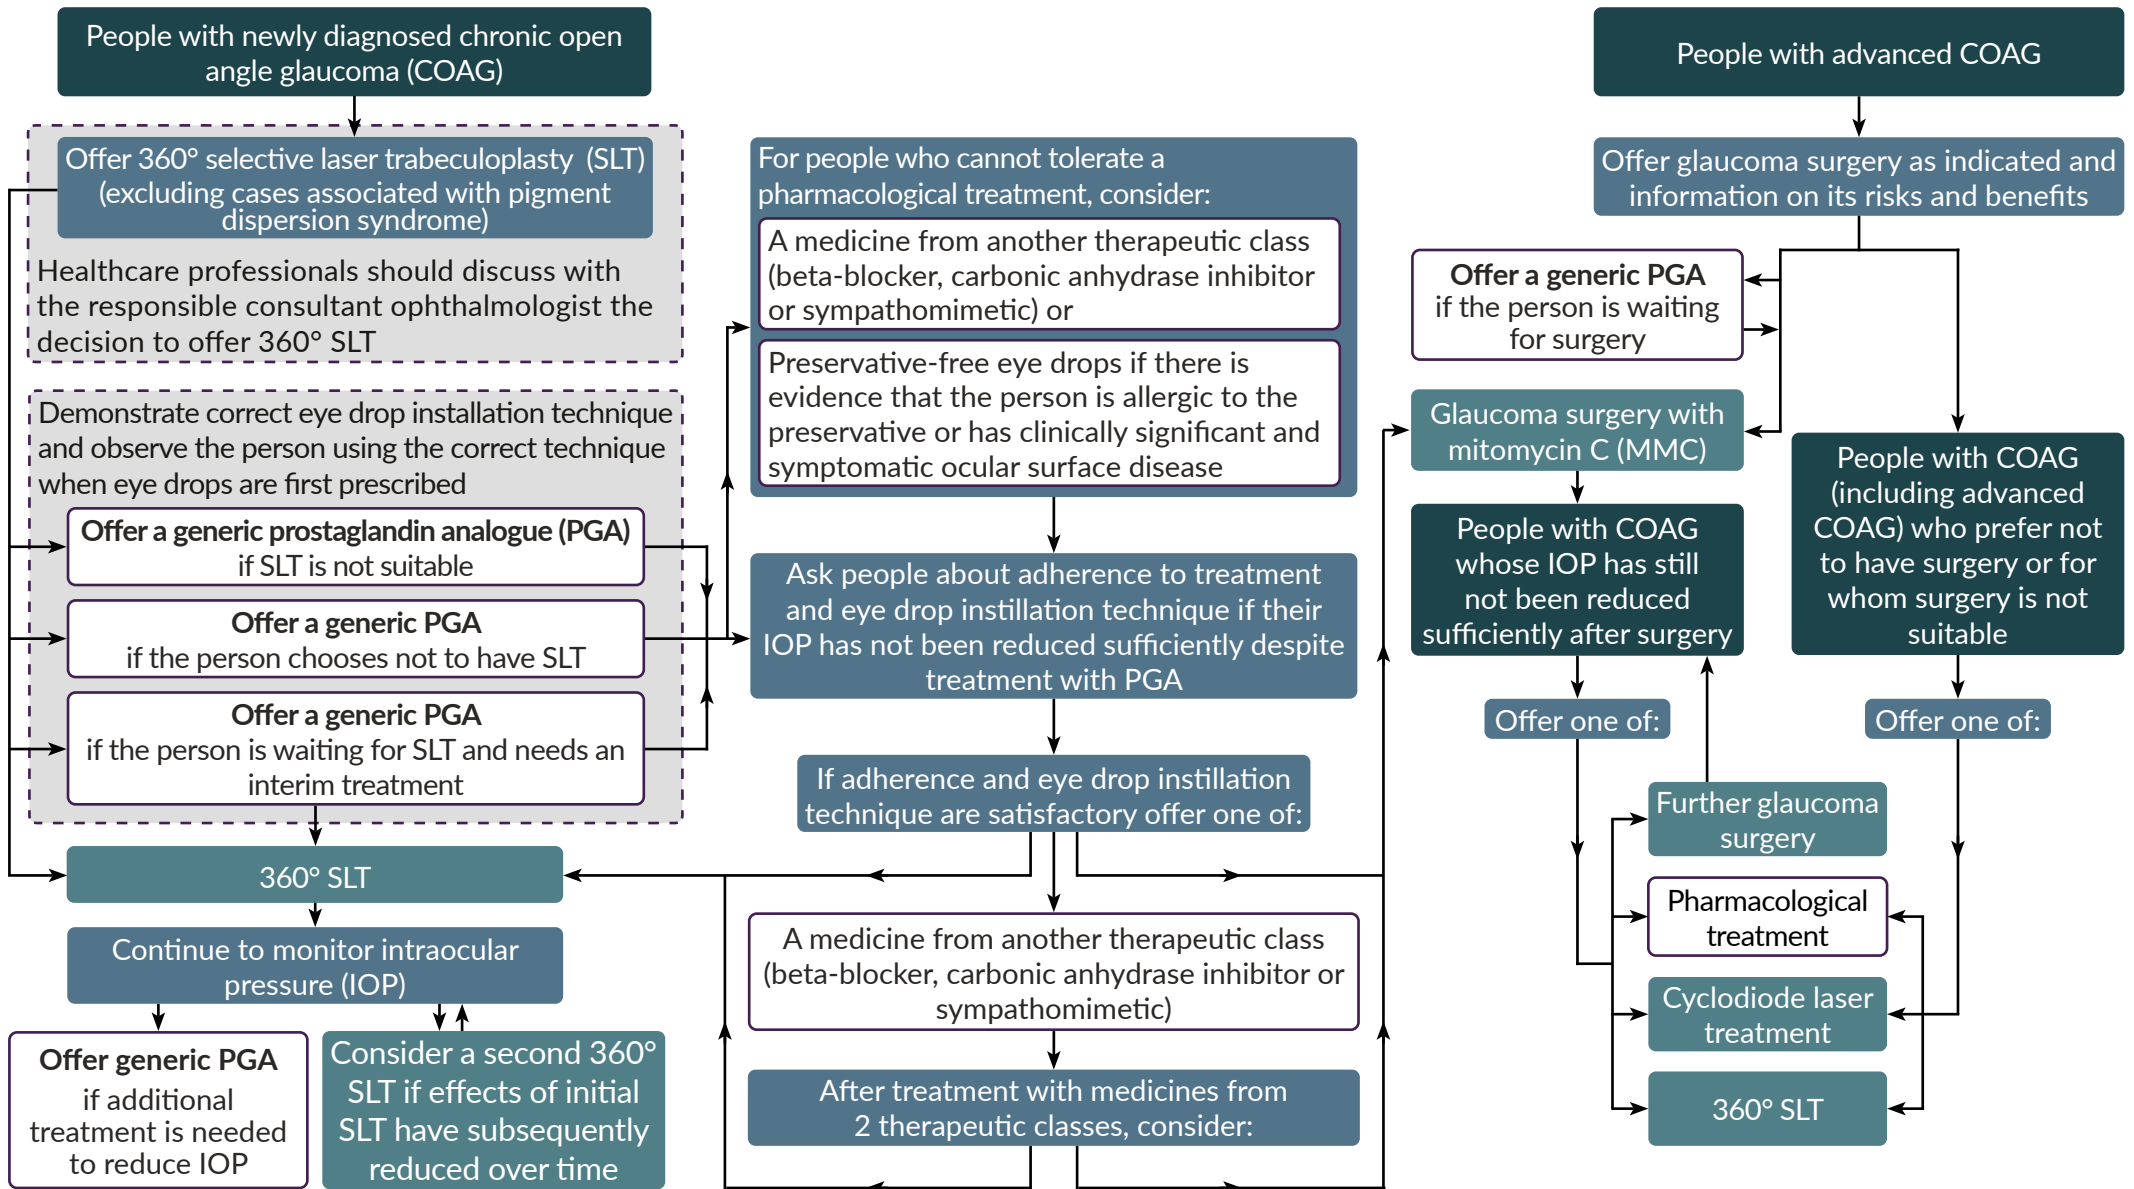 People with newly diagnosed chronic open
angle glaucoma (COAG)
Offer 360° selective laser trabeculoplasty (SLT)
(excluding cases associated with pigment
dispersion syndrome)
Healthcare professionals should discuss with
the responsible consultant ophthalmologist the
decision to offer 360° SLT
Demonstrate correct eye drop installation technique
and observe the person using the correct technique
when eye drops are first prescribed
Offer a generic prostaglandin analogue (PGA)
if SLT is not suitable
Offer a generic PGA
if the person chooses not to have SLT
Offer a generic PGA
if the person is waiting for SLT and needs an
interim treatment
360° SLT
Continue to monitor intraocular
pressure (IOP)
Offer generic PGA
if additional
treatment is needed
to reduce IOP
Consider a second 360°
SLT if effects of initial
SLT have subsequently
reduced over time
For people who cannot tolerate a
pharmacological treatment, consider:
A medicine from another therapeutic class
(beta-blocker, carbonic anhydrase inhibitor
or sympathomimetic) or
Preservative-free eye drops if there is
evidence that the person is allergic to the
preservative or has clinically significant and
symptomatic ocular surface disease
Ask people about adherence to treatment
and eye drop instillation technique if their
IOP has not been reduced sufficiently despite
treatment with PGA
If adherence and eye drop instillation
technique are satisfactory offer one of:
A medicine from another therapeutic class
(beta-blocker, carbonic anhydrase inhibitor or
sympathomimetic)
After treatment with medicines from
2 therapeutic classes, consider:
People with advanced COAG
Offer glaucoma surgery as indicated and
information on its risks and benefits
Offer a generic PGA
if the person is waiting
for surgery
Glaucoma surgery with
mitomycin C (MMC)
People with COAG
whose IOP has still
not been reduced
sufficiently after surgery
People with COAG
(including advanced
COAG) who prefer not
to have surgery or for
whom surgery is not
suitable
Offer one of:
Offer one of:
Further glaucoma
surgery
Pharmacological
treatment
Cyclodiode laser
treatment
360° SLT